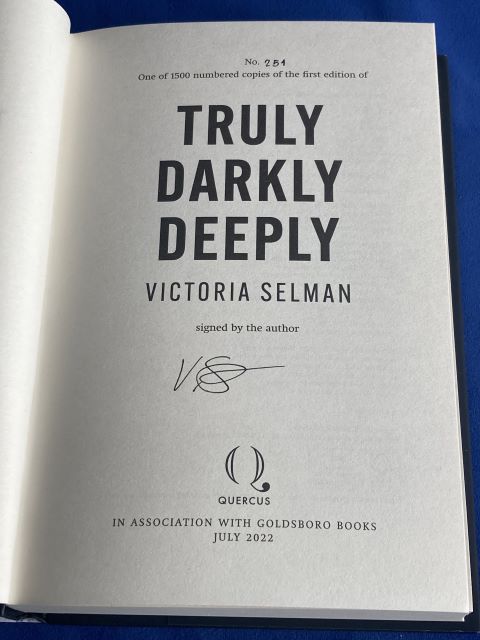 No. 251
One of 1500 numbered copies of the first edition of
TRULY
DARKLY
DEEPLY
VICTORIA SELMAN
signed by the author
VS
Q
QUERCUS
IN ASSOCIATION WITH GOLDSBORO BOOKS
JULY 2022